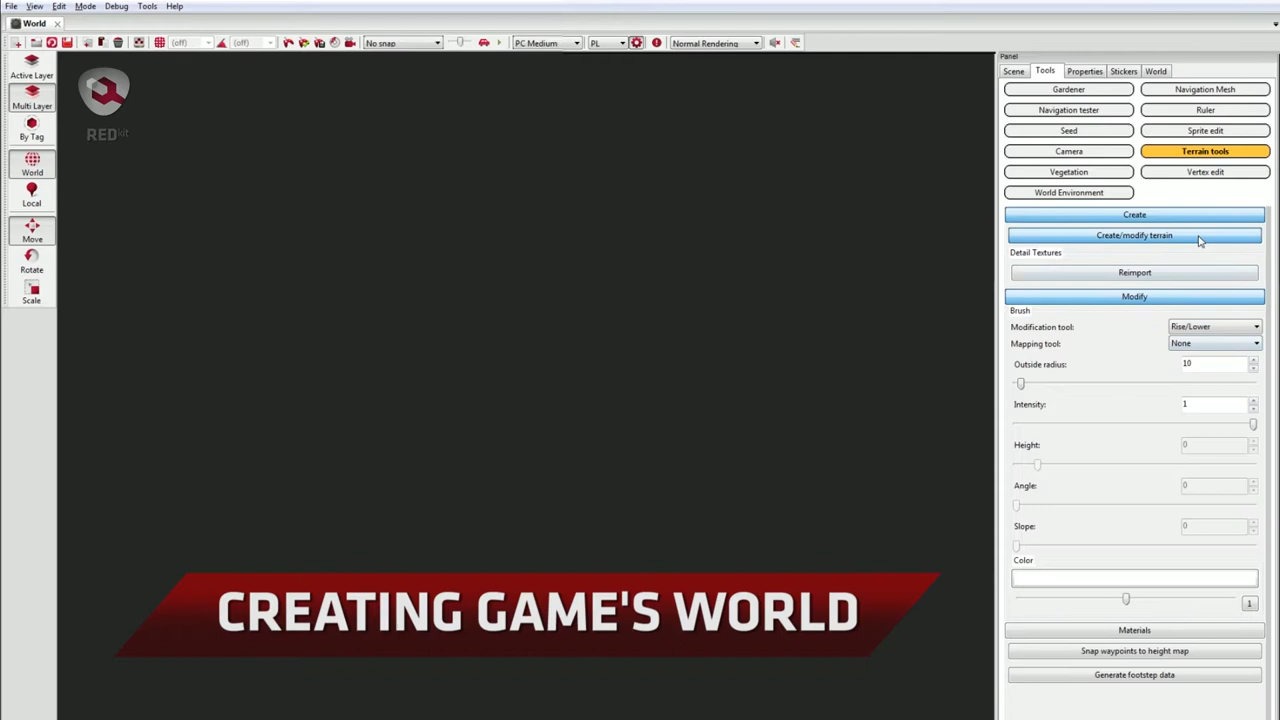 File View Edit Mode Debug Tools Help
World
(off) (off) No snap PC Medium PL Normal Rendering
Panel
Scene Tools Properties Stickers World
Active Layer
Multi Layer
By Tag
World
Local
Move
Rotate
Scale
REDkit
Gardener Navigation Mesh
Navigation tester Ruler
Seed Sprite edit
Camera Terrain tools
Vegetation Vertex edit
World Environment
Create
Create/modify terrain
Detail Textures
Reimport
Modify
Brush
Modification tool: Rise/Lower
Mapping tool: None
Outside radius: 10
Intensity: 1
Height: 0
Angle: 0
Slope: 0
Color
1
Materials
Snap waypoints to height map
Generate footstep data
CREATING GAME'S WORLD